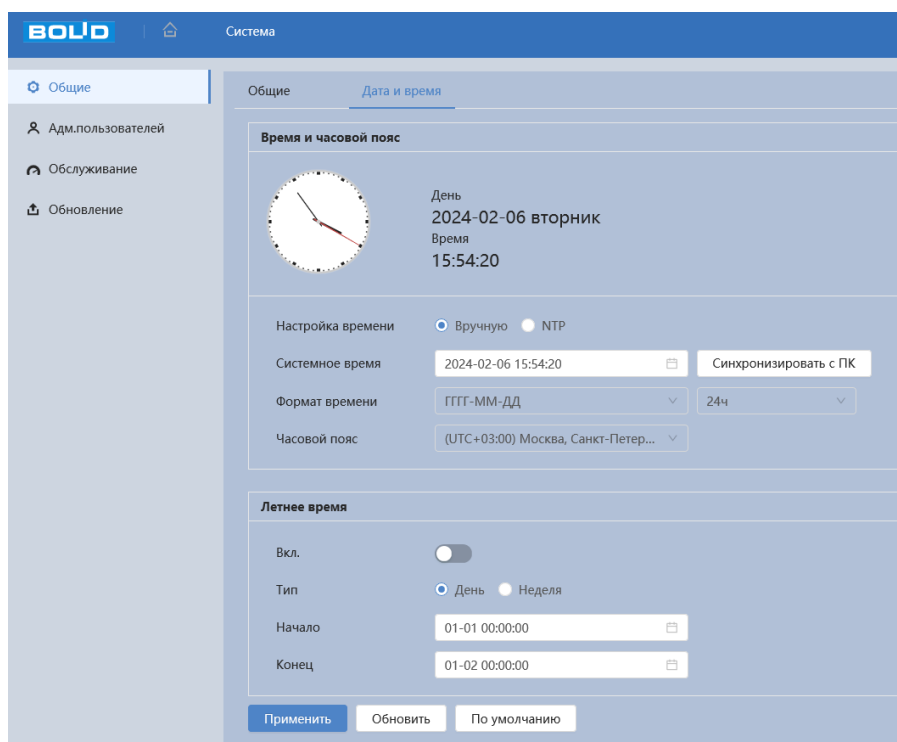 BOLID Система
Общие
Адм.пользователей
Обслуживание
Обновление
Общие Дата и время
Время и часовой пояс
День
2024-02-06 вторник
Время
15:54:20
Настройка времени Вручную NTP
Системное время 2024-02-06 15:54:20 Синхронизировать с ПК
Формат времени ГГГГ-ММ-ДД 24ч
Часовой пояс (UTC+03:00) Москва, Санкт-Петер...
Летнее время
Вкл.
Тип День Неделя
Начало 01-01 00:00:00
Конец 01-02 00:00:00
Применить Обновить По умолчанию